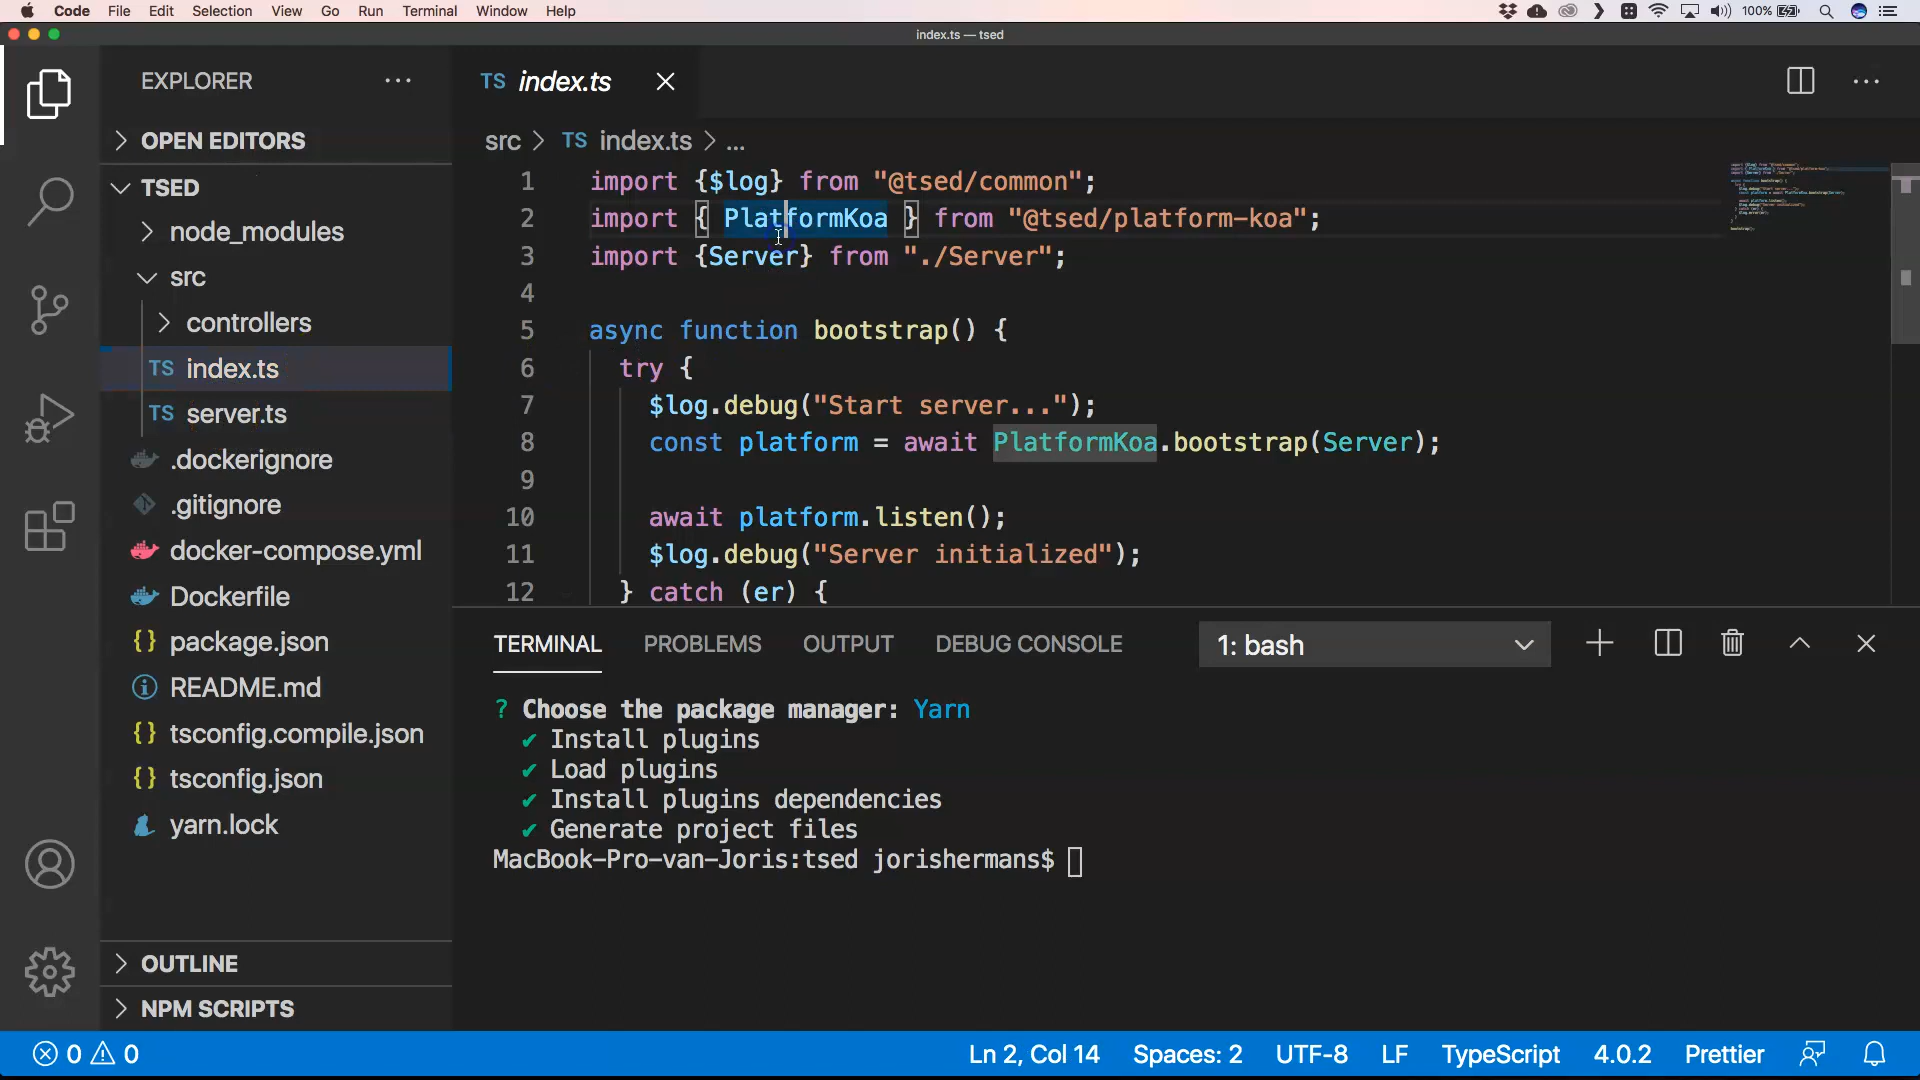 Code File Edit Selection View Go Run Terminal Window Help 100%
index.ts — tsed
EXPLORER
OPEN EDITORS
TSED
node_modules
src
controllers
TS index.ts
TS server.ts
.dockerignore
.gitignore
docker-compose.yml
Dockerfile
{} package.json
README.md
{} tsconfig.compile.json
{} tsconfig.json
yarn.lock
OUTLINE
NPM SCRIPTS
TS index.ts
src > TS index.ts > ...
1 import {$log} from "@tsed/common";
2 import { PlatformKoa } from "@tsed/platform-koa";
3 import {Server} from "./Server";
4
5 async function bootstrap() {
6 try {
7 $log.debug("Start server...");
8 const platform = await PlatformKoa.bootstrap(Server);
9
10 await platform.listen();
11 $log.debug("Server initialized");
12 } catch (er) {
TERMINAL PROBLEMS OUTPUT DEBUG CONSOLE 1: bash
? Choose the package manager: Yarn
✔ Install plugins
✔ Load plugins
✔ Install plugins dependencies
✔ Generate project files
MacBook-Pro-van-Joris:tsed jorishermans$
0 0 Ln 2, Col 14 Spaces: 2 UTF-8 LF TypeScript 4.0.2 Prettier